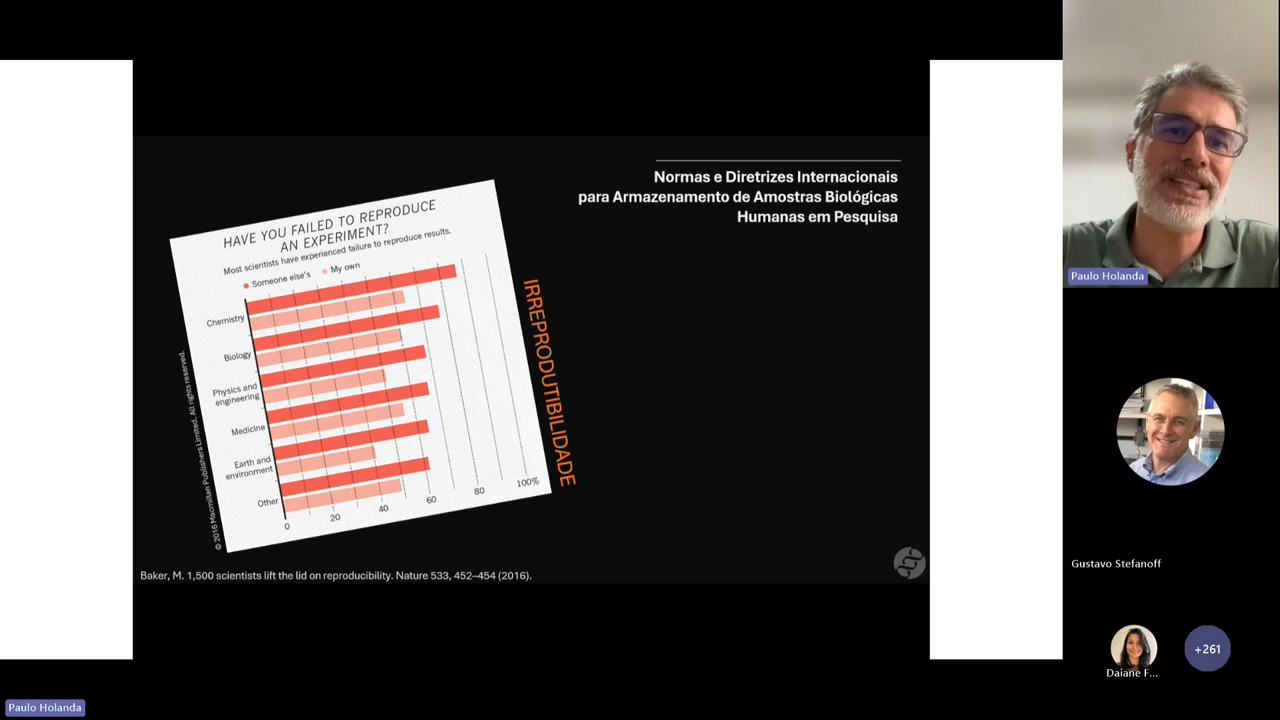 Normas e Diretrizes Internacionais
para Armazenamento de Amostras Biológicas
Humanas em Pesquisa
HAVE YOU FAILED TO REPRODUCE
AN EXPERIMENT?
Most scientists have experienced failure to reproduce results.
Someone else's
My own
Chemistry
Biology
Physics and
engineering
Medicine
Earth and
environment
Other
0
20
40
60
80
100%
© 2016 Macmillan Publishers Limited. All rights reserved.
IRREPRODUTIBILIDADE
Baker, M. 1,500 scientists lift the lid on reproducibility. Nature 533, 452–454 (2016).
Paulo Holanda
Gustavo Stefanoff
Daiane F...
+261
Paulo Holanda